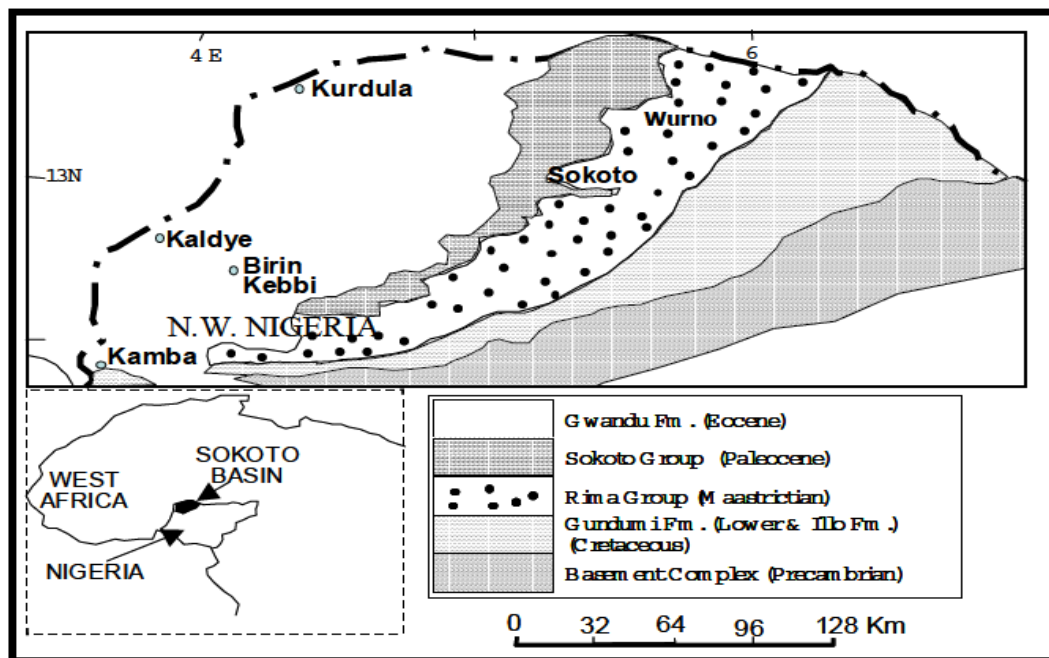 4 E
6
Kurdula
Wurno
13N
Sokoto
Kaldye
Birin
Kebbi
N.W. NIGERIA
Kamba
WEST
AFRICA
SOKOTO
BASIN
NIGERIA
Gwandu Fm. (Eocene)
Sokoto Group (Paleocene)
Rima Group (Maastrictian)
Gundumi Fm. (Lower & Illo Fm.)
(Cretaceous)
Basement Complex (Precambrian)
0 32 64 96 128 Km